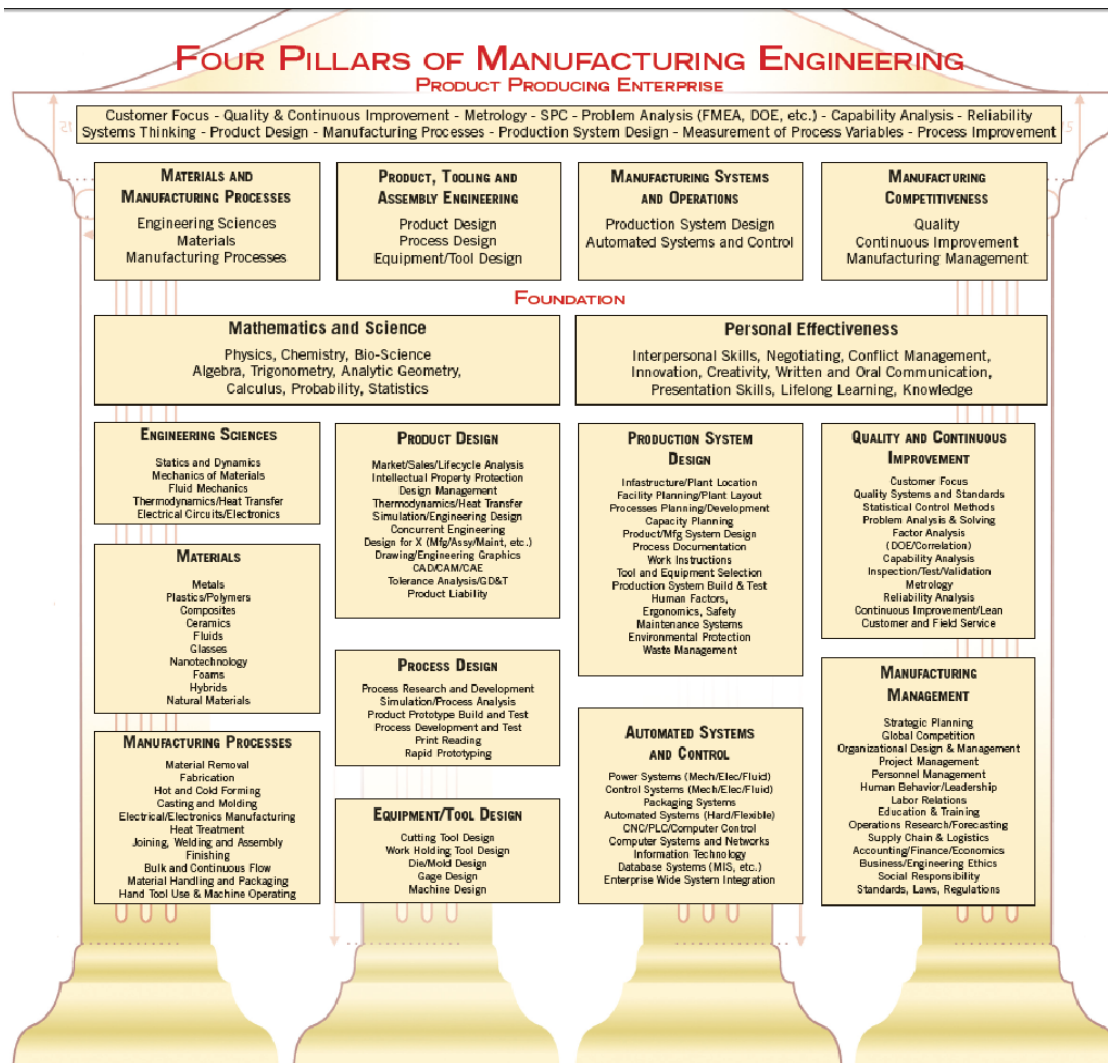 FOUR PILLARS OF MANUFACTURING ENGINEERING
PRODUCT PRODUCING ENTERPRISE
Customer Focus - Quality & Continuous Improvement - Metrology - SPC - Problem Analysis (FMEA, DOE, etc.) - Capability Analysis - Reliability
Systems Thinking - Product Design - Manufacturing Processes - Production System Design - Measurement of Process Variables - Process Improvement
MATERIALS AND
MANUFACTURING PROCESSES
Engineering Sciences
Materials
Manufacturing Processes
PRODUCT, TOOLING AND
ASSEMBLY ENGINEERING
Product Design
Process Design
Equipment/Tool Design
MANUFACTURING SYSTEMS
AND OPERATIONS
Production System Design
Automated Systems and Control
MANUFACTURING
COMPETITIVENESS
Quality
Continuous Improvement
Manufacturing Management
FOUNDATION
Mathematics and Science
Physics, Chemistry, Bio-Science
Algebra, Trigonometry, Analytic Geometry,
Calculus, Probability, Statistics
Personal Effectiveness
Interpersonal Skills, Negotiating, Conflict Management,
Innovation, Creativity, Written and Oral Communication,
Presentation Skills, Lifelong Learning, Knowledge
ENGINEERING SCIENCES
Statics and Dynamics
Mechanics of Materials
Fluid Mechanics
Thermodynamics/Heat Transfer
Electrical Circuits/Electronics
MATERIALS
Metals
Plastics/Polymers
Composites
Ceramics
Fluids
Glasses
Nanotechnology
Foams
Hybrids
Natural Materials
MANUFACTURING PROCESSES
Material Removal
Fabrication
Hot and Cold Forming
Casting and Molding
Electrical/Electronics Manufacturing
Heat Treatment
Joining, Welding and Assembly
Finishing
Bulk and Continuous Flow
Material Handling and Packaging
Hand Tool Use & Machine Operating
PRODUCT DESIGN
Market/Sales/Lifecycle Analysis
Intellectual Property Protection
Design Management
Thermodynamics/Heat Transfer
Simulation/Engineering Design
Concurrent Engineering
Design for X (Mfg/Assy/Maint, etc.)
Drawing/Engineering Graphics
CAD/CAM/CAE
Tolerance Analysis/GD&T
Product Liability
PROCESS DESIGN
Process Research and Development
Simulation/Process Analysis
Product Prototype Build and Test
Process Development and Test
Print Reading
Rapid Prototyping
EQUIPMENT/TOOL DESIGN
Cutting Tool Design
Work Holding Tool Design
Die/Mold Design
Gage Design
Machine Design
PRODUCTION SYSTEM
DESIGN
Infastructure/Plant Location
Facility Planning/Plant Layout
Processes Planning/Development
Capacity Planning
Product/Mfg System Design
Process Documentation
Work Instructions
Tool and Equipment Selection
Production System Build & Test
Human Factors,
Ergonomics, Safety
Maintenance Systems
Environmental Protection
Waste Management
AUTOMATED SYSTEMS
AND CONTROL
Power Systems (Mech/Elec/Fluid)
Control Systems (Mech/Elec/Fluid)
Packaging Systems
Automated Systems (Hard/Flexible)
CNC/PLC/Computer Control
Computer Systems and Networks
Information Technology
Database Systems (MIS, etc.)
Enterprise Wide System Integration
QUALITY AND CONTINUOUS
IMPROVEMENT
Customer Focus
Quality Systems and Standards
Statistical Control Methods
Problem Analysis & Solving
Factor Analysis
(DOE/Correlation)
Capability Analysis
Inspection/Test/Validation
Metrology
Reliability Analysis
Continuous Improvement/Lean
Customer and Field Service
MANUFACTURING
MANAGEMENT
Strategic Planning
Global Competition
Organizational Design & Management
Project Management
Personnel Management
Human Behavior/Leadership
Labor Relations
Education & Training
Operations Research/Forecasting
Supply Chain & Logistics
Accounting/Finance/Economics
Business/Engineering Ethics
Social Responsibility
Standards, Laws, Regulations